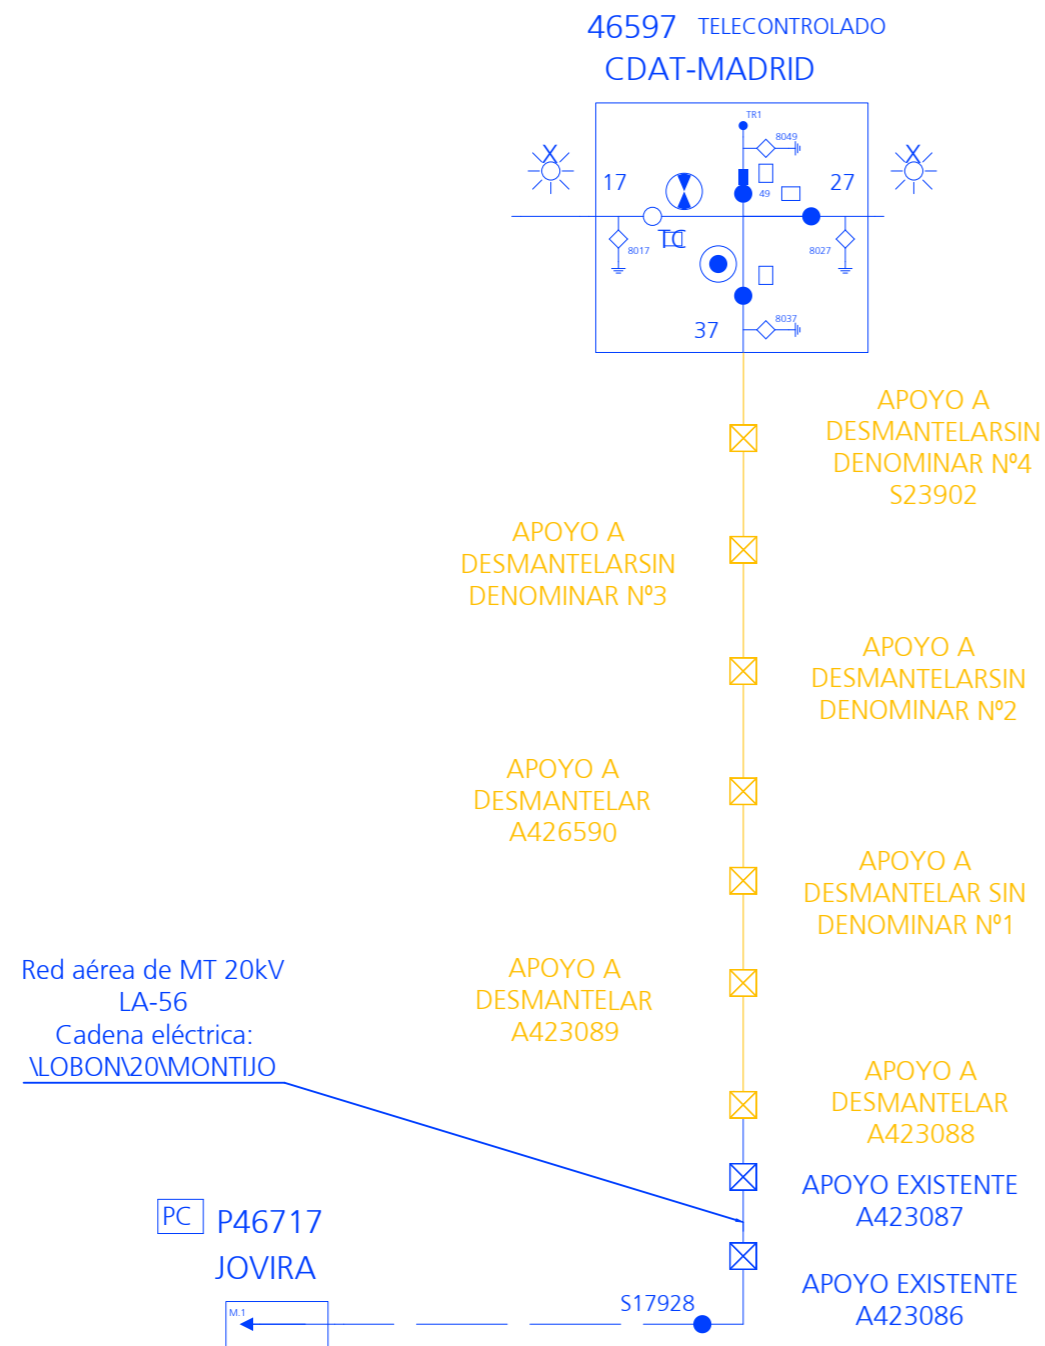 46597 TELECONTROLADO
CDAT-MADRID
TR1
8049
X
X
17
49
27
TC
8017
8027
37
8037
APOYO A
DESMANTELARSIN
DENOMINAR Nº4
S23902
APOYO A
DESMANTELARSIN
DENOMINAR Nº3
APOYO A
DESMANTELARSIN
DENOMINAR Nº2
APOYO A
DESMANTELAR
A426590
APOYO A
DESMANTELAR SIN
DENOMINAR Nº1
APOYO A
DESMANTELAR
A423089
Red aérea de MT 20kV
LA-56
Cadena eléctrica:
\LOBON\20\MONTIJO
APOYO A
DESMANTELAR
A423088
APOYO EXISTENTE
A423087
PC P46717
JOVIRA
APOYO EXISTENTE
A423086
S17928
M.1